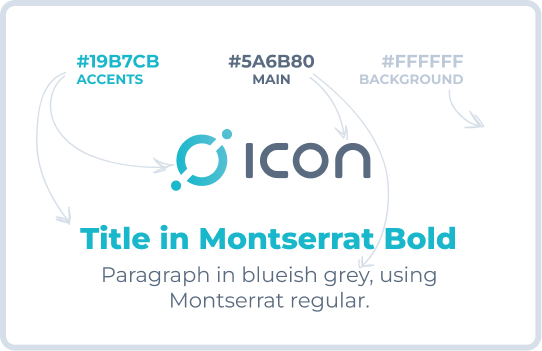 #19B7CB
ACCENTS
#5A6B80
MAIN
#FFFFFF
BACKGROUND
ICON
Title in Montserrat Bold
Paragraph in blueish grey, using
Montserrat regular.